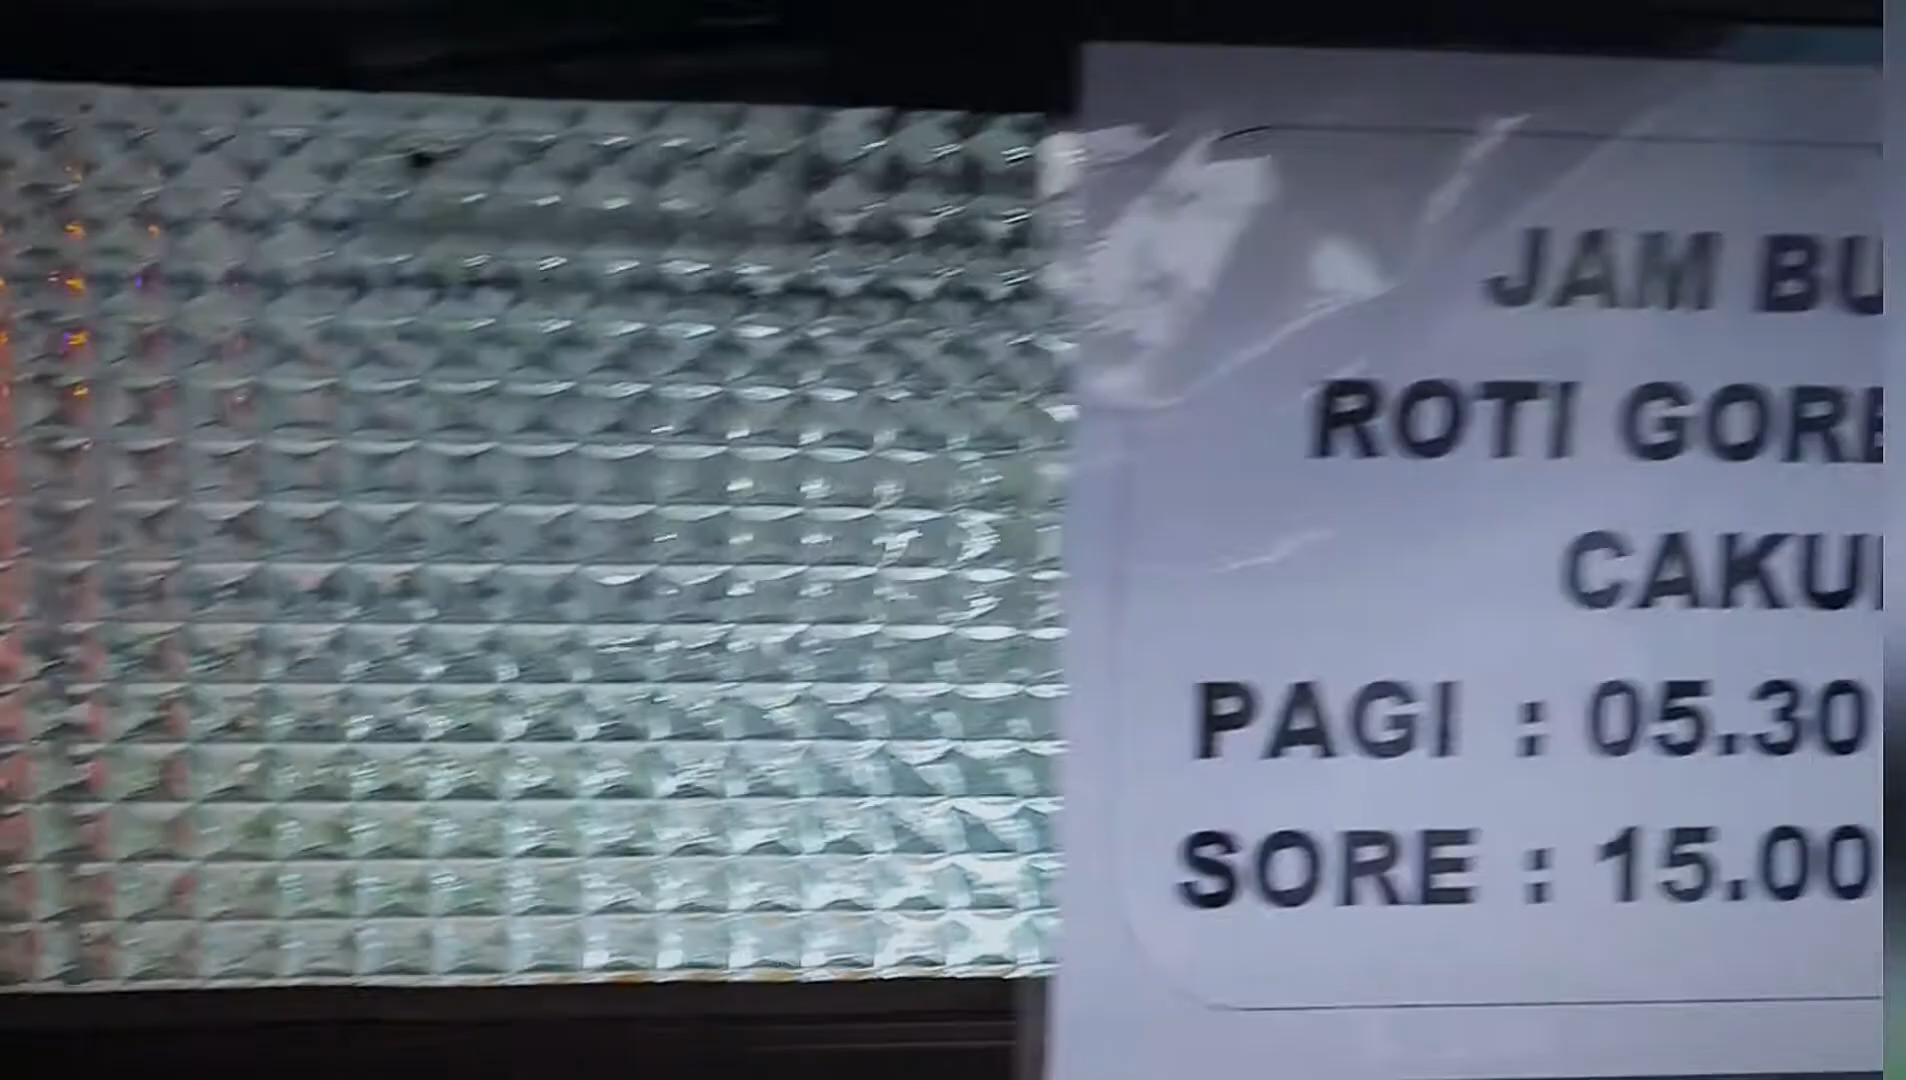 JAM BU
ROTI GORE
CAKU
PAGI : 05.30
SORE : 15.00